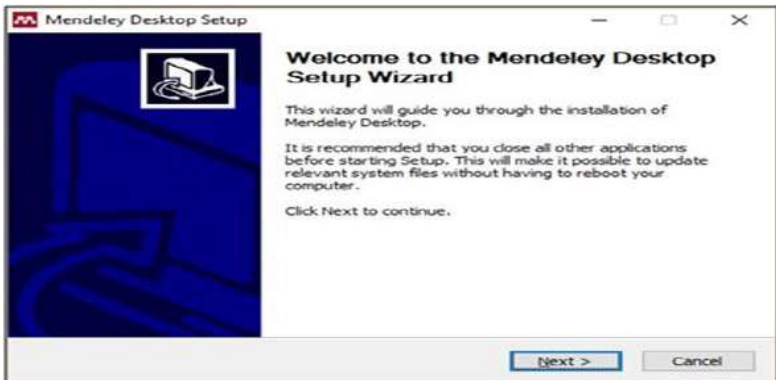 Mendeley Desktop Setup
Welcome to the Mendeley Desktop
Setup Wizard
This wizard will guide you through the installation of
Mendeley Desktop.
It is recommended that you close all other applications
before starting Setup. This will make it possible to update
relevant system files without having to reboot your
computer.
Click Next to continue.
Next >
Cancel